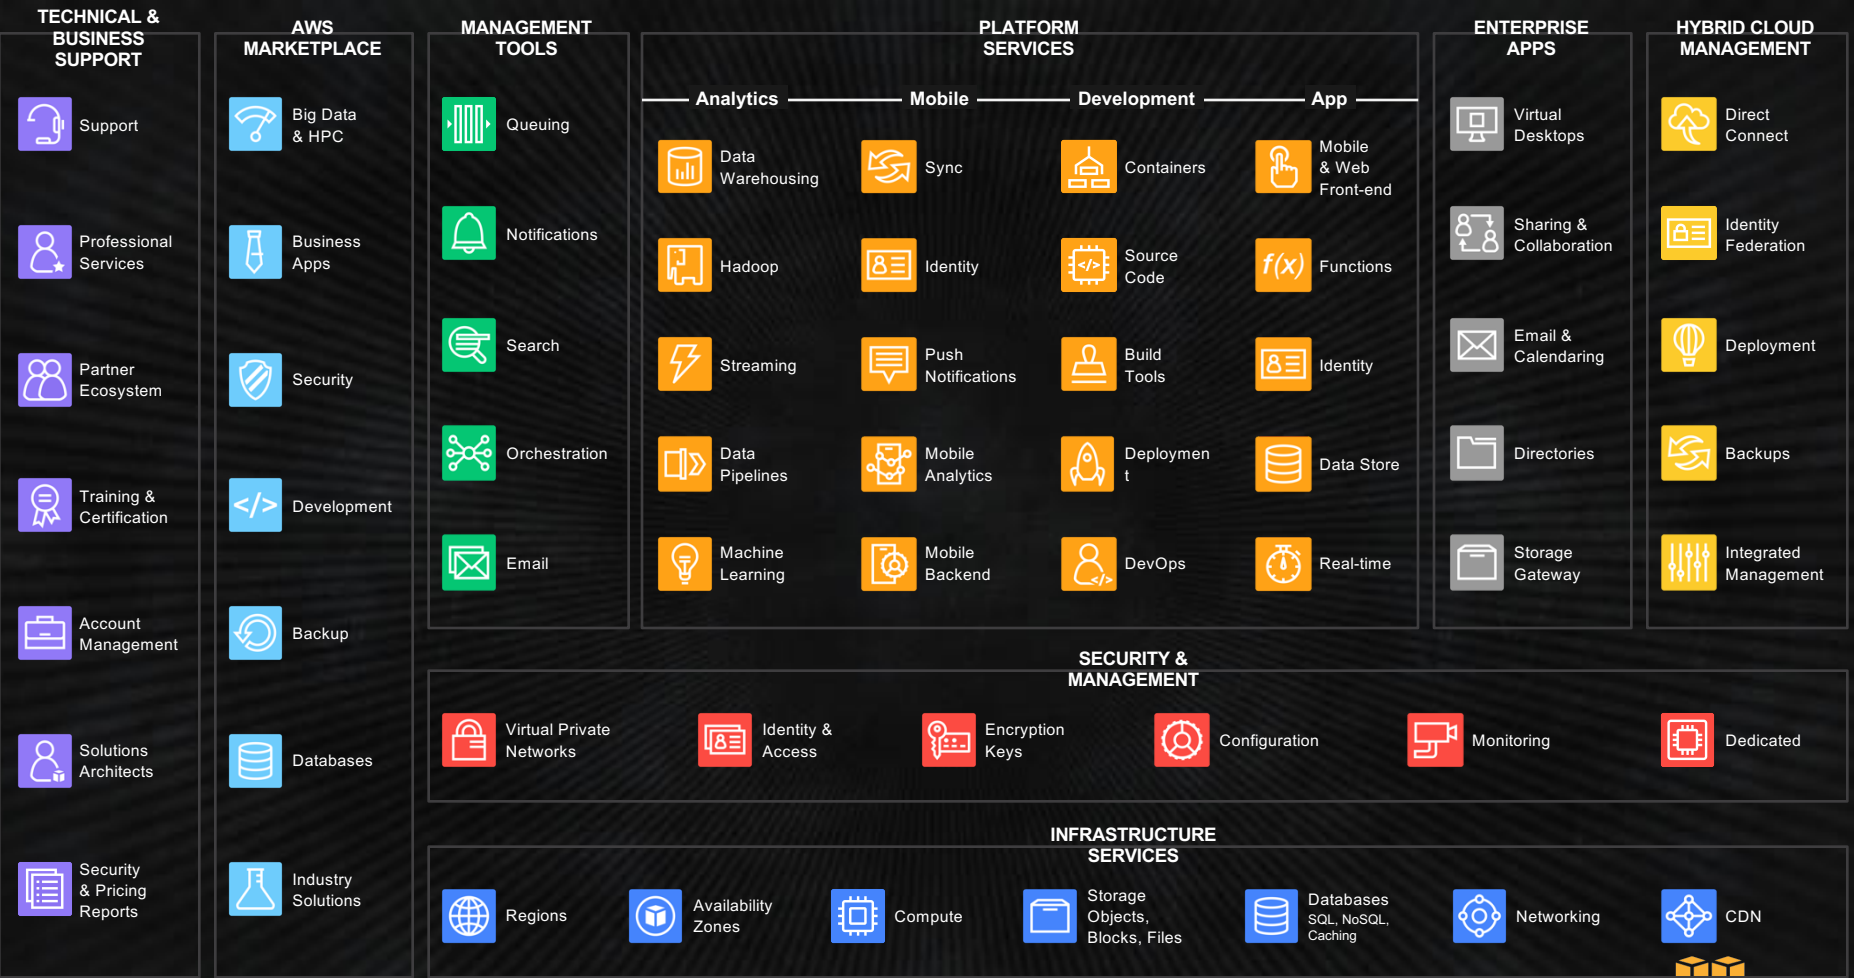 TECHNICAL &
BUSINESS
SUPPORT
Support
Professional
Services
Partner
Ecosystem
Training &
Certification
Account
Management
Solutions
Architects
Security
& Pricing
Reports
AWS
MARKETPLACE
Big Data
& HPC
Business
Apps
Security
Development
Backup
Databases
Industry
Solutions
MANAGEMENT
TOOLS
Queuing
Notifications
Search
Orchestration
Email
PLATFORM
SERVICES
Analytics
Data
Warehousing
Hadoop
Streaming
Data
Pipelines
Machine
Learning
Mobile
Sync
Identity
Push
Notifications
Mobile
Analytics
Mobile
Backend
Development
Containers
Source
Code
Build
Tools
Deploymen
t
DevOps
App
Mobile
& Web
Front-end
f(x)
Functions
Identity
Data Store
Real-time
ENTERPRISE
APPS
Virtual
Desktops
Sharing &
Collaboration
Email &
Calendaring
Directories
Storage
Gateway
HYBRID CLOUD
MANAGEMENT
Direct
Connect
Identity
Federation
Deployment
Backups
Integrated
Management
SECURITY &
MANAGEMENT
Virtual Private
Networks
Identity &
Access
Encryption
Keys
Configuration
Monitoring
Dedicated
INFRASTRUCTURE
SERVICES
Regions
Availability
Zones
Compute
Storage
Objects,
Blocks, Files
Databases
SQL, NoSQL,
Caching
Networking
CDN